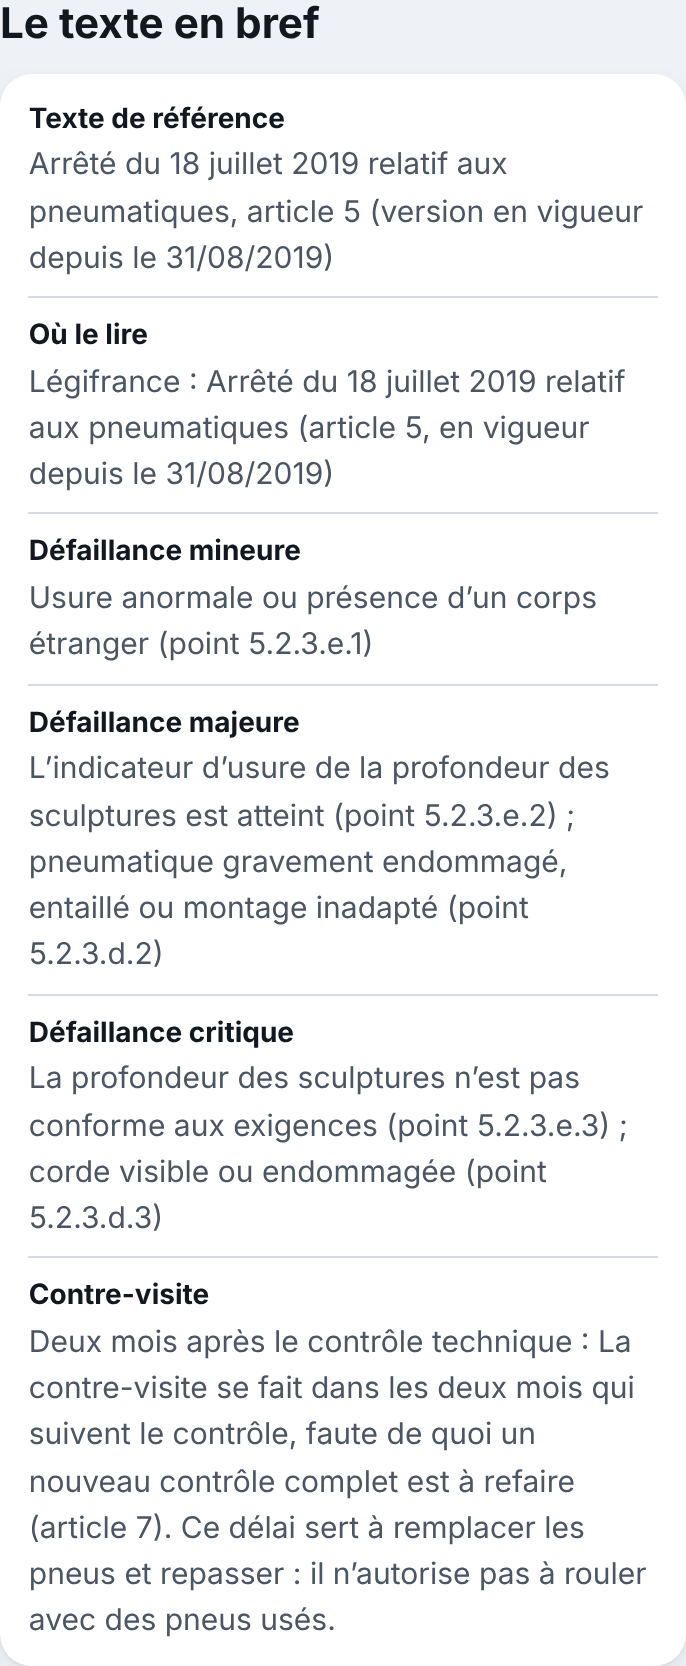 Le texte en bref
Texte de référence
Arrêté du 18 juillet 2019 relatif aux
pneumatiques, article 5 (version en vigueur
depuis le 31/08/2019)
Où le lire
Légifrance : Arrêté du 18 juillet 2019 relatif
aux pneumatiques (article 5, en vigueur
depuis le 31/08/2019)
Défaillance mineure
Usure anormale ou présence d’un corps
étranger (point 5.2.3.e.1)
Défaillance majeure
L’indicateur d’usure de la profondeur des
sculptures est atteint (point 5.2.3.e.2) ;
pneumatique gravement endommagé,
entaillé ou montage inadapté (point
5.2.3.d.2)
Défaillance critique
La profondeur des sculptures n’est pas
conforme aux exigences (point 5.2.3.e.3) ;
corde visible ou endommagée (point
5.2.3.d.3)
Contre-visite
Deux mois après le contrôle technique : La
contre-visite se fait dans les deux mois qui
suivent le contrôle, faute de quoi un
nouveau contrôle complet est à refaire
(article 7). Ce délai sert à remplacer les
pneus et repasser : il n’autorise pas à rouler
avec des pneus usés.